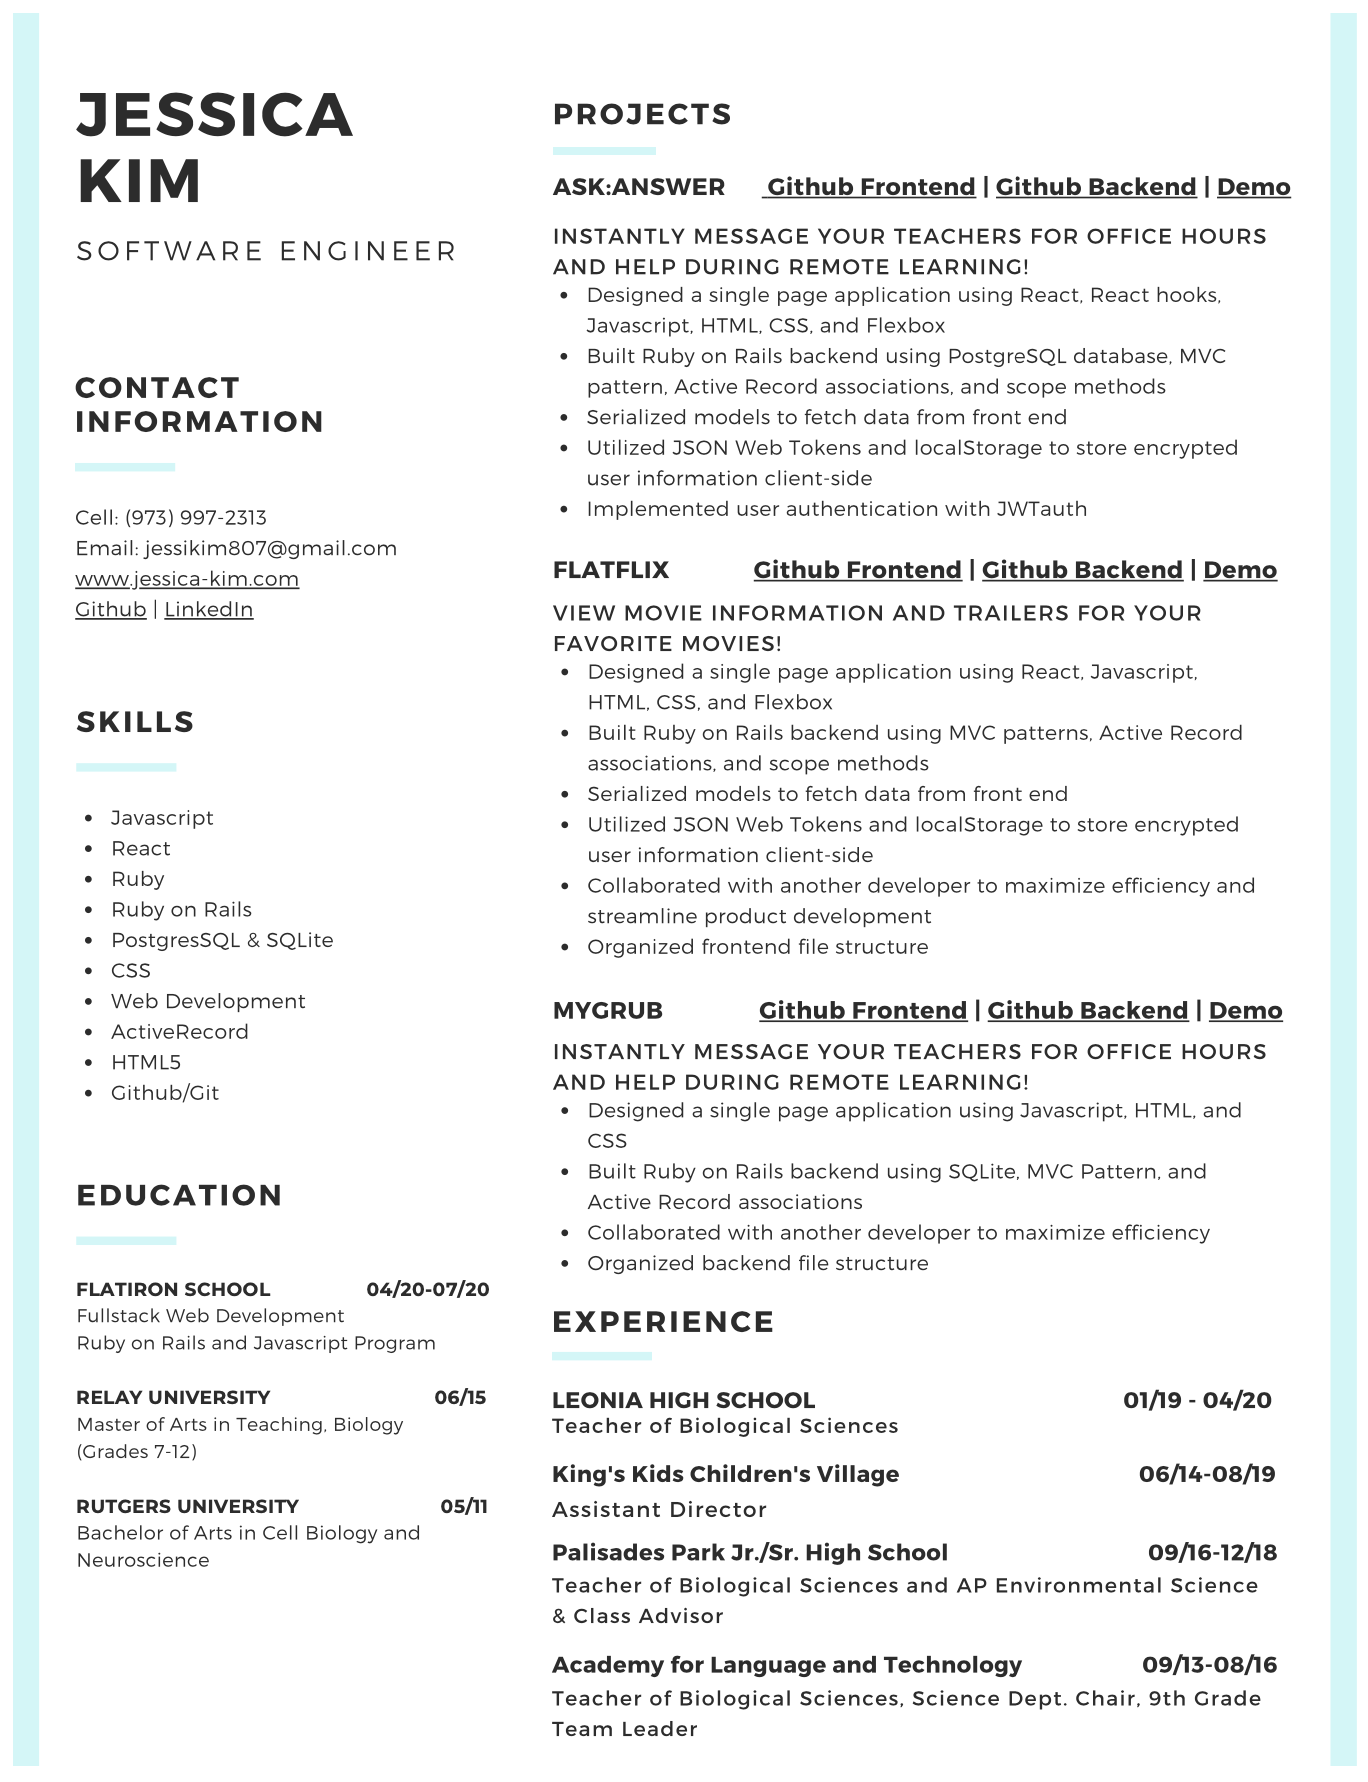 JESSICA
KIM
SOFTWARE ENGINEER
CONTACT
INFORMATION
Cell: (973) 997-2313
Email: jessikim807@gmail.com
www.jessica-kim.com
Github | LinkedIn
SKILLS
• Javascript
• React
• Ruby
• Ruby on Rails
• PostgresSQL & SQLite
• CSS
• Web Development
• ActiveRecord
• HTML5
• Github/Git
EDUCATION
FLATIRON SCHOOL 04/20-07/20
Fullstack Web Development
Ruby on Rails and Javascript Program
RELAY UNIVERSITY 06/15
Master of Arts in Teaching, Biology
(Grades 7-12)
RUTGERS UNIVERSITY 05/11
Bachelor of Arts in Cell Biology and
Neuroscience
PROJECTS
ASK:ANSWER Github Frontend | Github Backend | Demo
INSTANTLY MESSAGE YOUR TEACHERS FOR OFFICE HOURS
AND HELP DURING REMOTE LEARNING!
• Designed a single page application using React, React hooks,
Javascript, HTML, CSS, and Flexbox
• Built Ruby on Rails backend using PostgreSQL database, MVC
pattern, Active Record associations, and scope methods
• Serialized models to fetch data from front end
• Utilized JSON Web Tokens and localStorage to store encrypted
user information client-side
• Implemented user authentication with JWTauth
FLATFLIX Github Frontend | Github Backend | Demo
VIEW MOVIE INFORMATION AND TRAILERS FOR YOUR
FAVORITE MOVIES!
• Designed a single page application using React, Javascript,
HTML, CSS, and Flexbox
• Built Ruby on Rails backend using MVC patterns, Active Record
associations, and scope methods
• Serialized models to fetch data from front end
• Utilized JSON Web Tokens and localStorage to store encrypted
user information client-side
• Collaborated with another developer to maximize efficiency and
streamline product development
• Organized frontend file structure
MYGRUB Github Frontend | Github Backend | Demo
INSTANTLY MESSAGE YOUR TEACHERS FOR OFFICE HOURS
AND HELP DURING REMOTE LEARNING!
• Designed a single page application using Javascript, HTML, and
CSS
• Built Ruby on Rails backend using SQLite, MVC Pattern, and
Active Record associations
• Collaborated with another developer to maximize efficiency
• Organized backend file structure
EXPERIENCE
LEONIA HIGH SCHOOL 01/19 - 04/20
Teacher of Biological Sciences
King's Kids Children's Village 06/14-08/19
Assistant Director
Palisades Park Jr./Sr. High School 09/16-12/18
Teacher of Biological Sciences and AP Environmental Science
& Class Advisor
Academy for Language and Technology 09/13-08/16
Teacher of Biological Sciences, Science Dept. Chair, 9th Grade
Team Leader